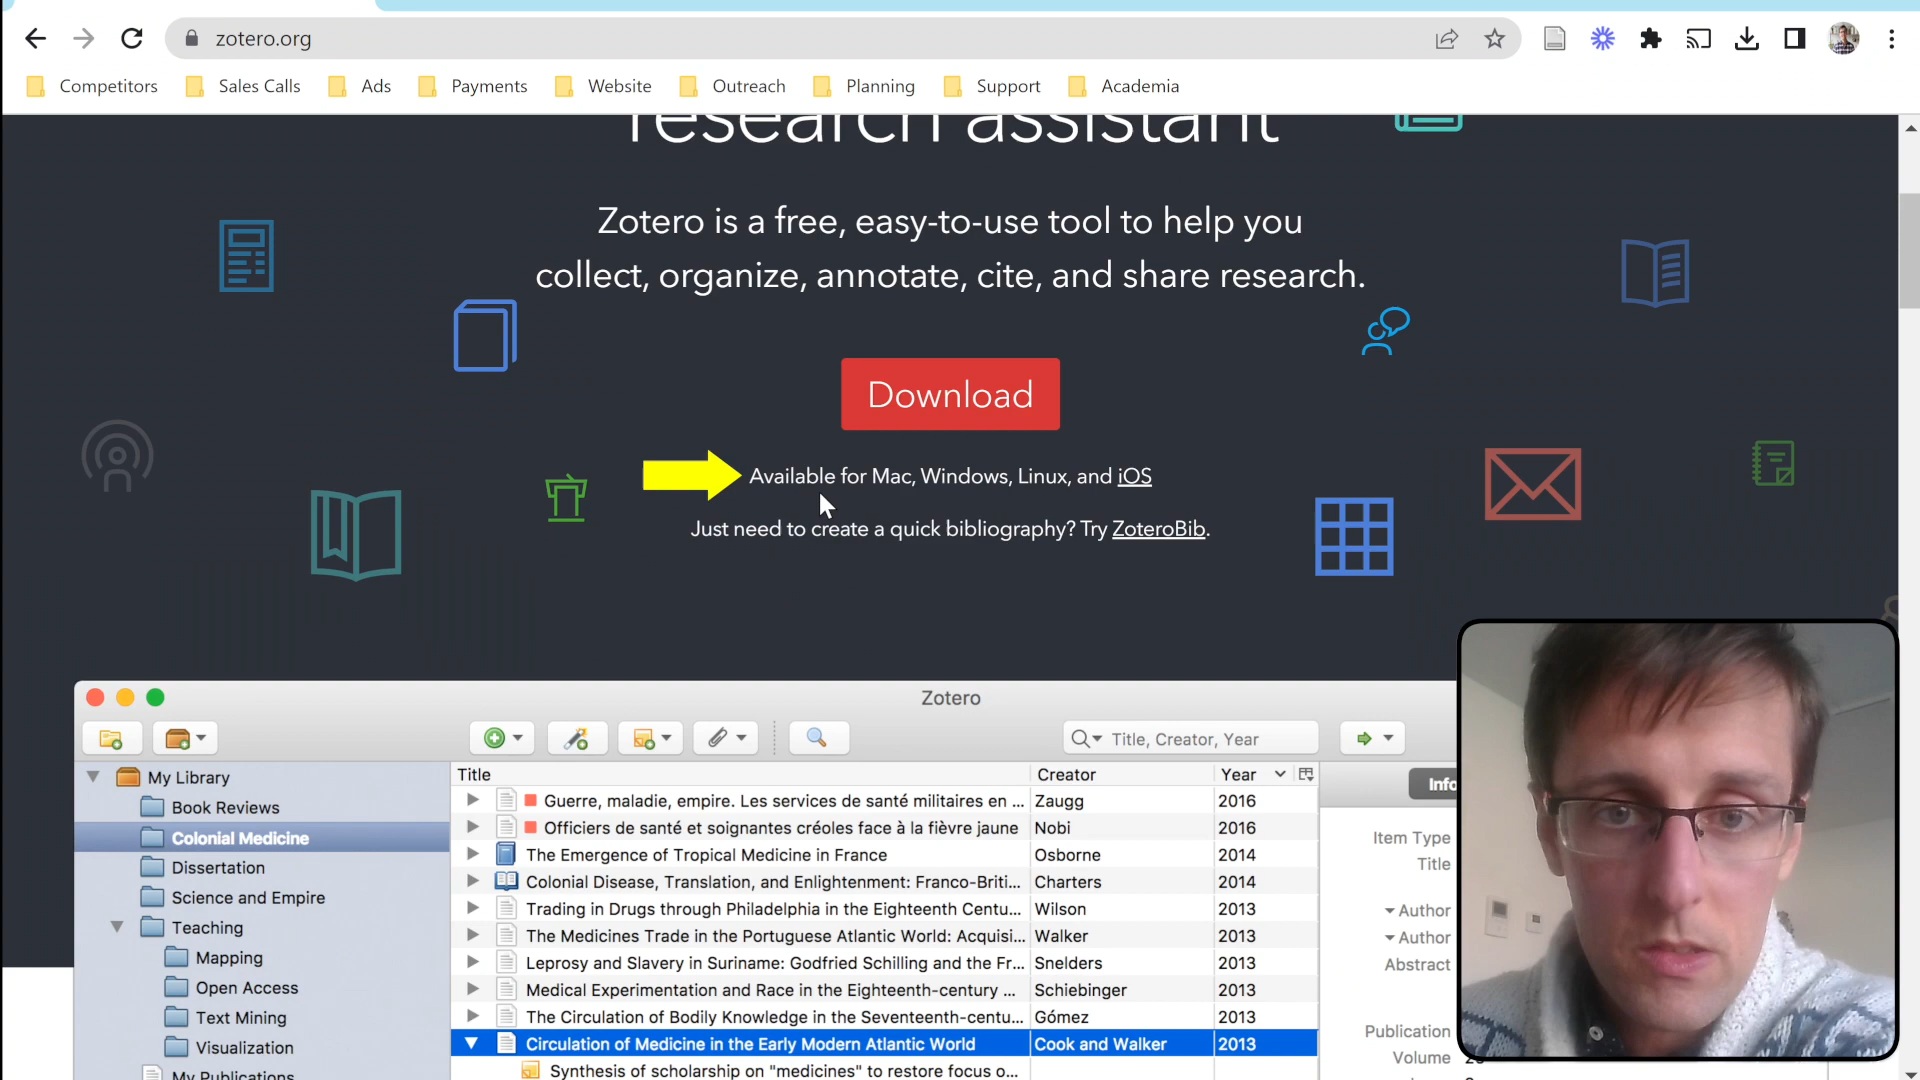 zotero.org
Competitors Sales Calls Ads Payments Website Outreach Planning Support Academia
research assistant
Zotero is a free, easy-to-use tool to help you
collect, organize, annotate, cite, and share research.
Download
Available for Mac, Windows, Linux, and iOS
Just need to create a quick bibliography? Try ZoteroBib.
Zotero
Title, Creator, Year
My Library
Book Reviews
Colonial Medicine
Dissertation
Science and Empire
Teaching
Mapping
Open Access
Text Mining
Visualization
My Publications
Title Creator Year
Guerre, maladie, empire. Les services de santé militaires en ... Zaugg 2016
Officiers de santé et soignantes créoles face à la fièvre jaune Nobi 2016
The Emergence of Tropical Medicine in France Osborne 2014
Colonial Disease, Translation, and Enlightenment: Franco-Briti... Charters 2014
Trading in Drugs through Philadelphia in the Eighteenth Centu... Wilson 2013
The Medicines Trade in the Portuguese Atlantic World: Acquisi... Walker 2013
Leprosy and Slavery in Suriname: Godfried Schilling and the Fr... Snelders 2013
Medical Experimentation and Race in the Eighteenth-century ... Schiebinger 2013
The Circulation of Bodily Knowledge in the Seventeenth-centu... Gómez 2013
Circulation of Medicine in the Early Modern Atlantic World Cook and Walker 2013
Synthesis of scholarship on "medicines" to restore focus o...
Info
Item Type
Title
Author
Author
Abstract
Publication
Volume